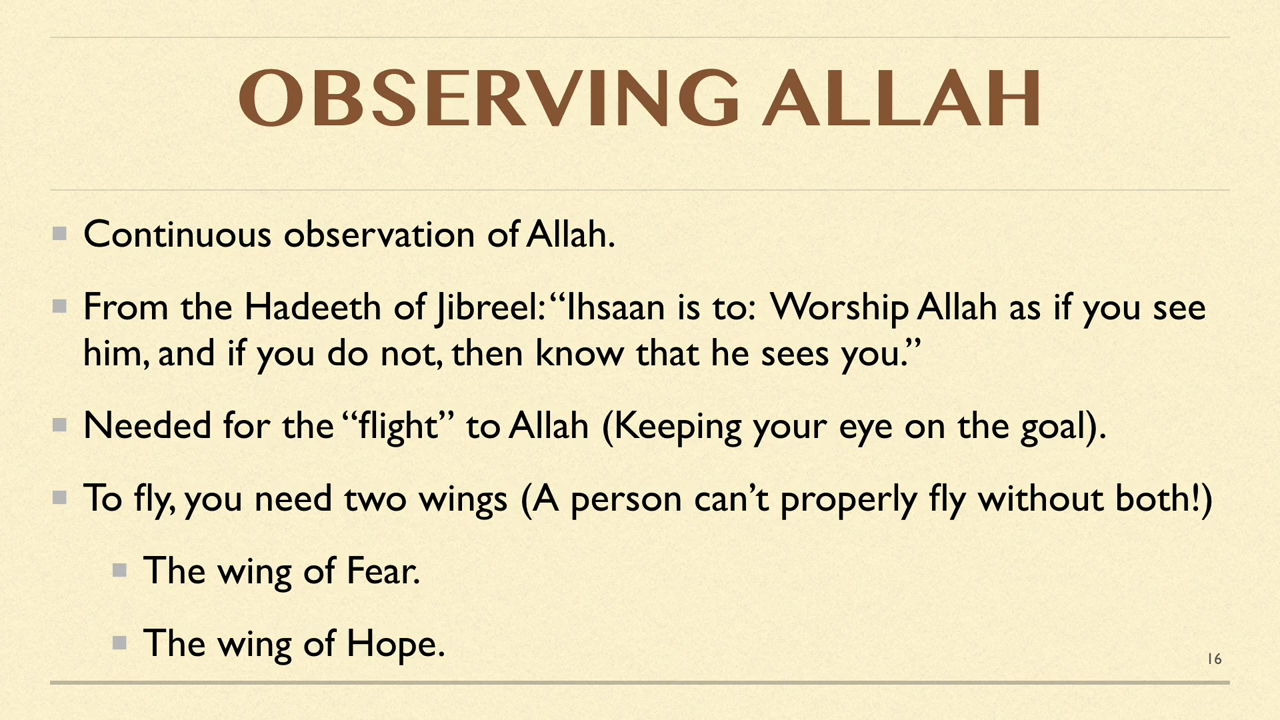 OBSERVING ALLAH
Continuous observation of Allah.
From the Hadeeth of Jibreel: “Ihsaan is to: Worship Allah as if you see
him, and if you do not, then know that he sees you.”
Needed for the “flight” to Allah (Keeping your eye on the goal).
To fly, you need two wings (A person can’t properly fly without both!)
The wing of Fear.
The wing of Hope.
16